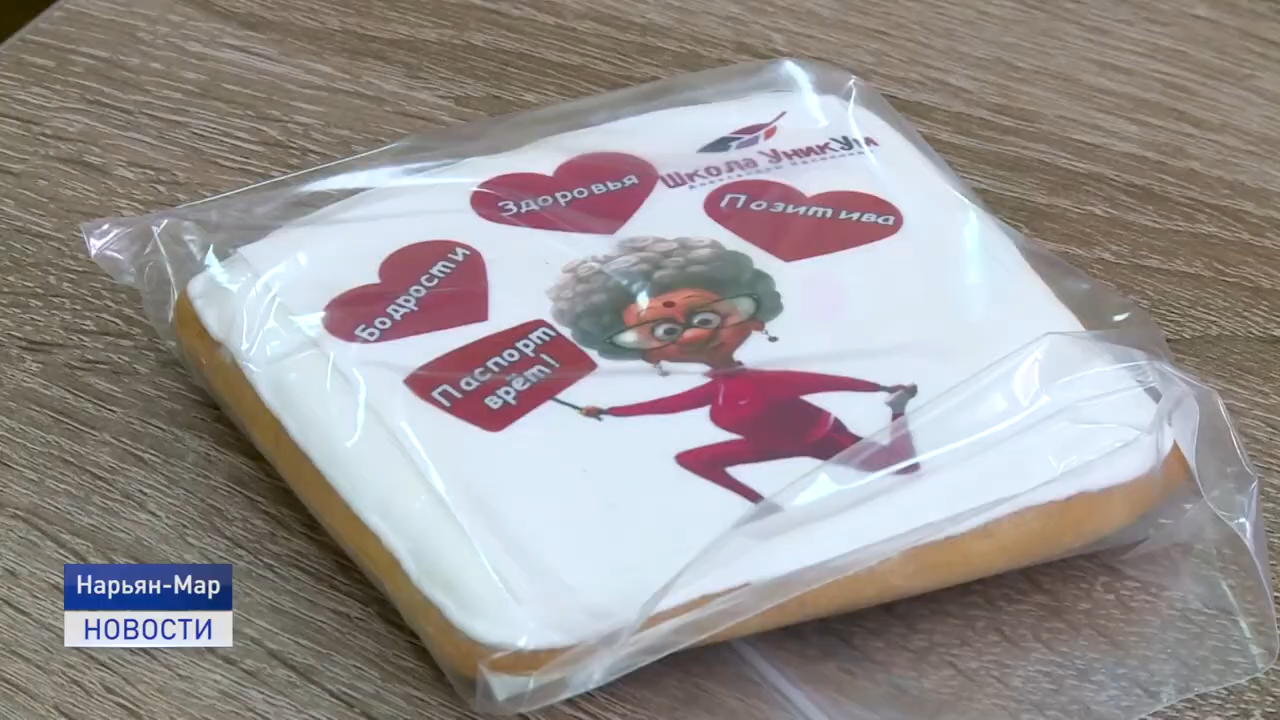 Школа УникУм
Здоровья
Позитива
Бодрости
Паспорт
врёт!
Нарьян-Мар
НОВОСТИ